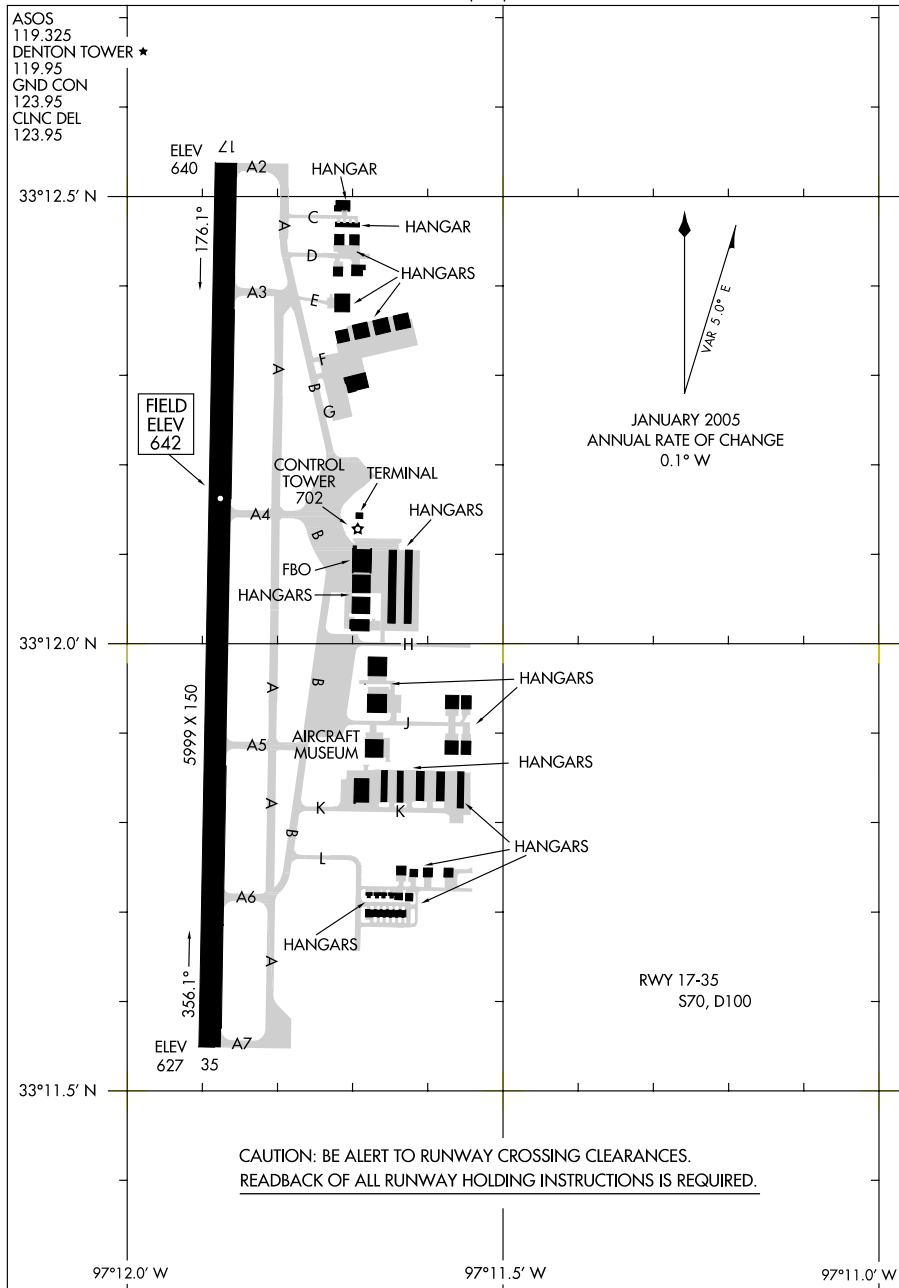 ASOS
119.325
DENTON TOWER ★
119.95
GND CON
123.95
CLNC DEL
123.95
ELEV
640
17
A2
HANGAR
33°12.5' N
C
A
HANGAR
D
176.1°
HANGARS
A3
E
VAR 5.0° E
A
F
B
G
FIELD
ELEV
642
JANUARY 2005
ANNUAL RATE OF CHANGE
0.1° W
CONTROL
TOWER
702
TERMINAL
A4
HANGARS
B
FBO
HANGARS
33°12.0' N
H
HANGARS
A
B
J
5999 X 150
A5
AIRCRAFT
MUSEUM
HANGARS
A
K
K
B
HANGARS
L
A6
HANGARS
A
356.1°
RWY 17-35
S70, D100
ELEV
627
35
A7
33°11.5' N
CAUTION: BE ALERT TO RUNWAY CROSSING CLEARANCES.
READBACK OF ALL RUNWAY HOLDING INSTRUCTIONS IS REQUIRED.
97°12.0' W
97°11.5' W
97°11.0' W